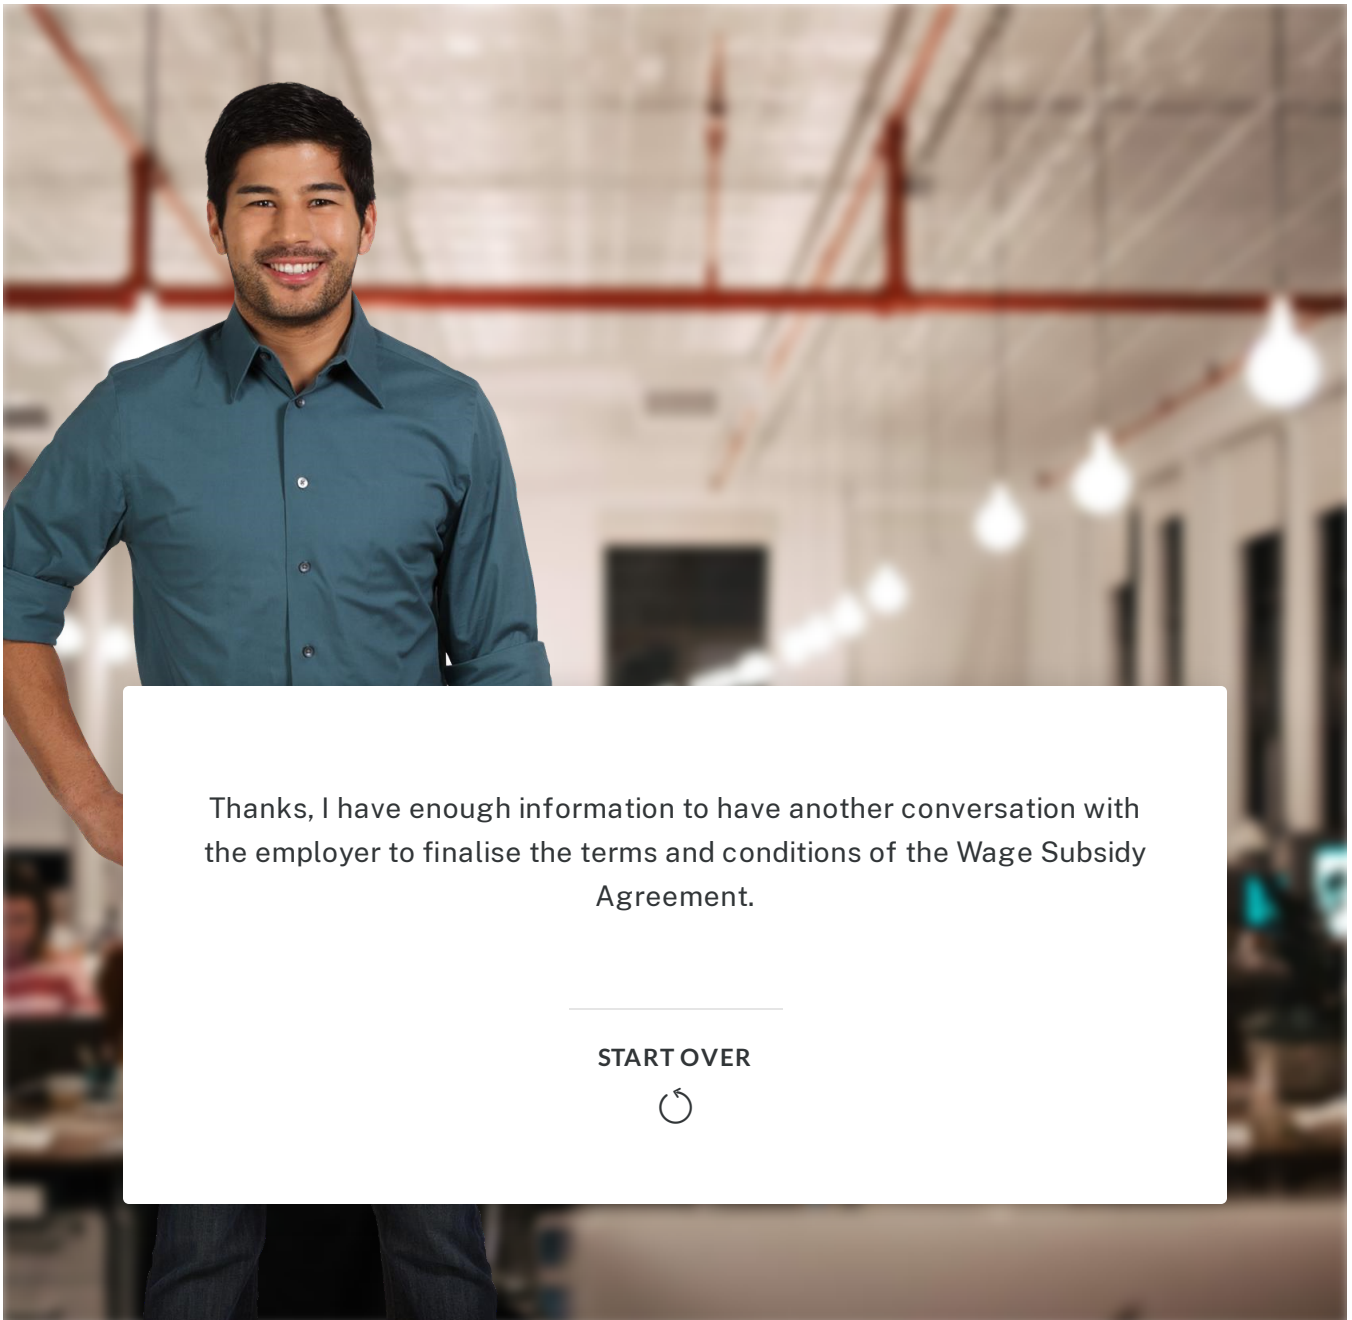 Thanks, I have enough information to have another conversation with
the employer to finalise the terms and conditions of the Wage Subsidy
Agreement.
START OVER